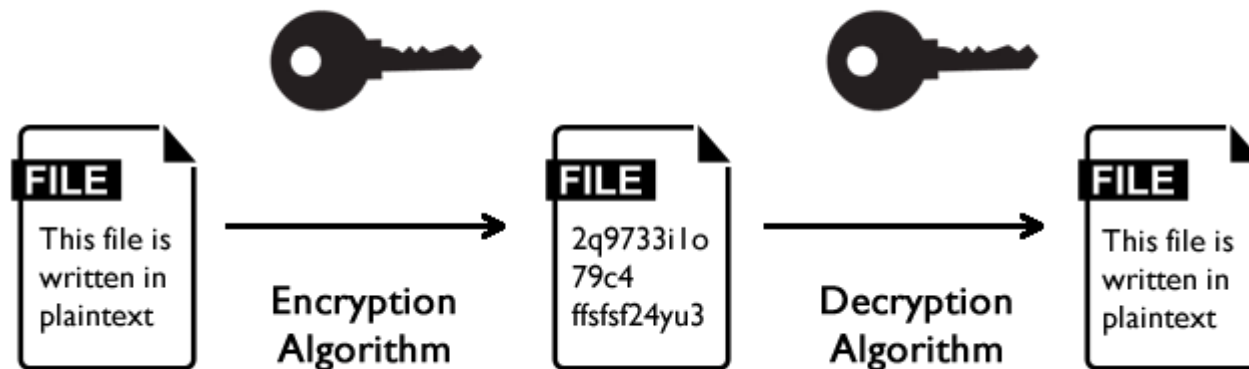 FILE
This file is
written in
plaintext
Encryption
Algorithm
FILE
2q9733i1o
79c4
ffsfsf24yu3
Decryption
Algorithm
FILE
This file is
written in
plaintext